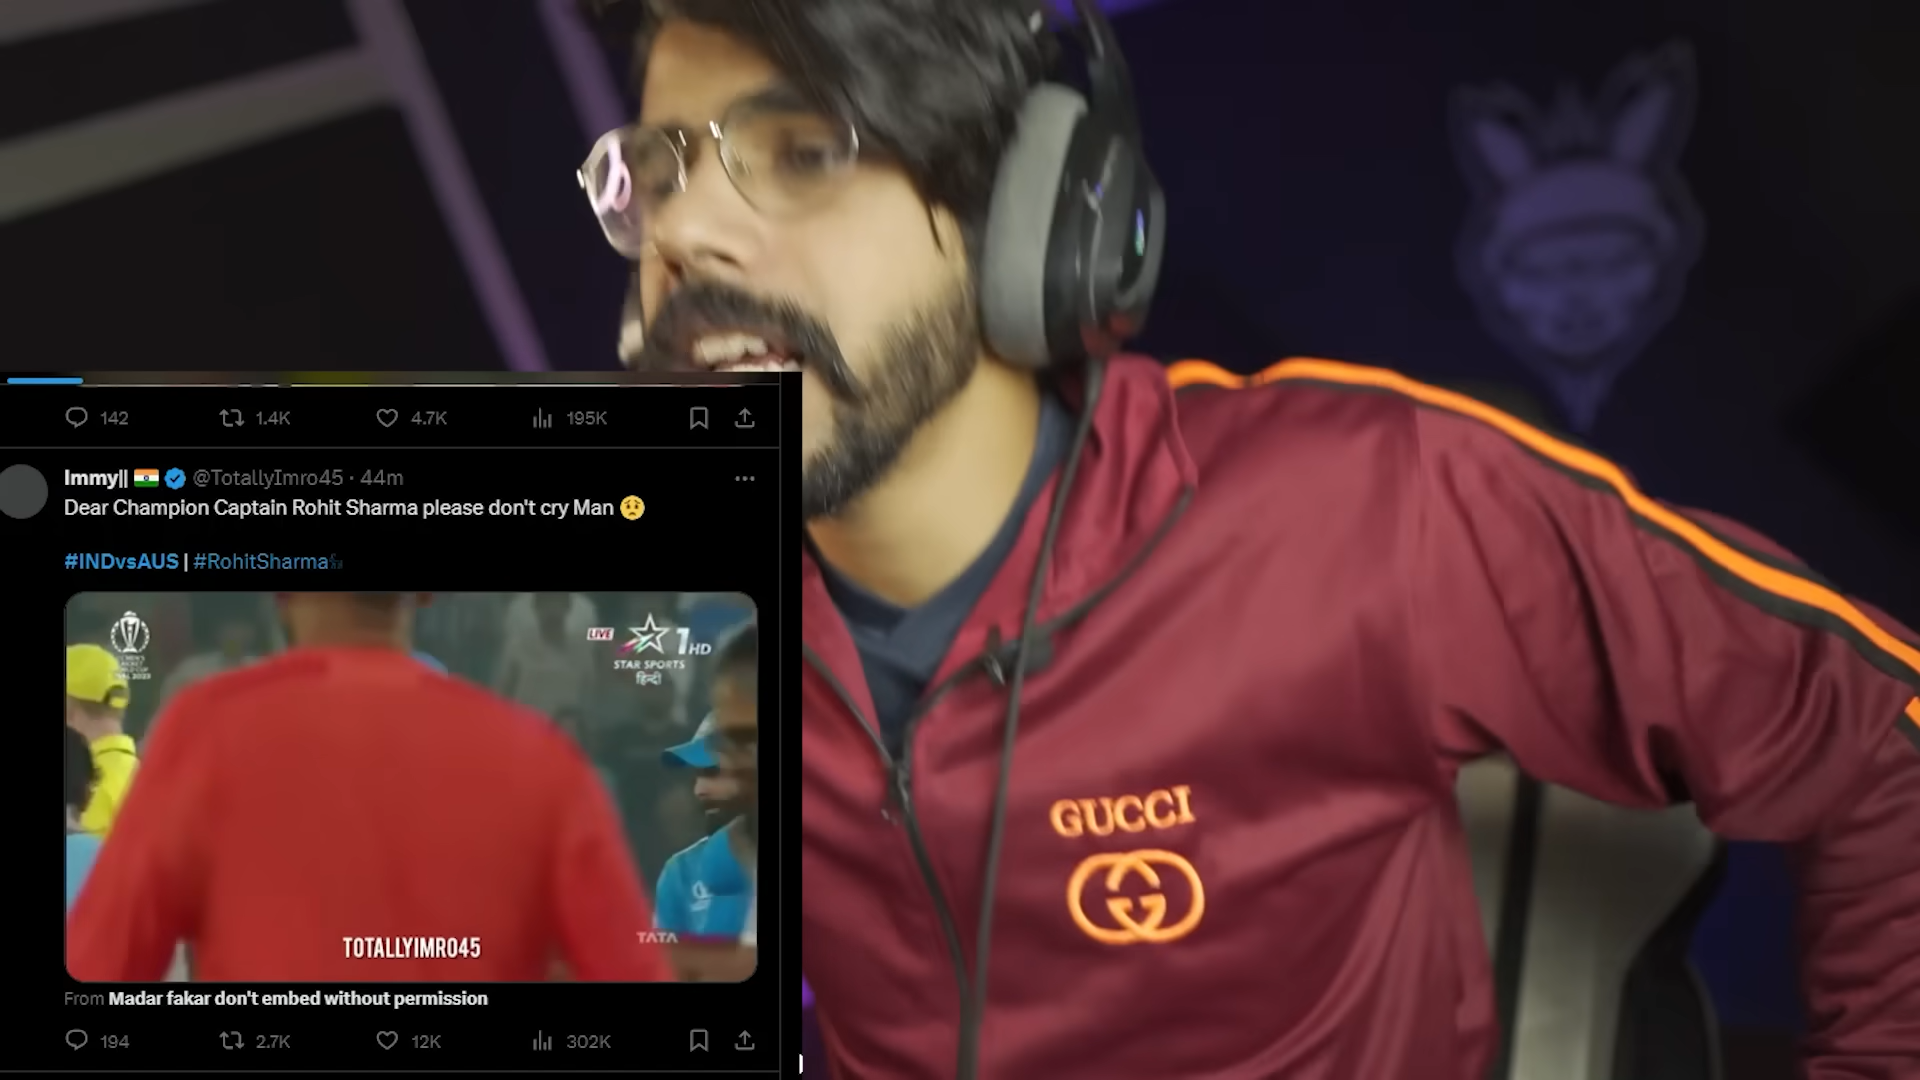 142
1.4K
4.7K
195K
Immy|| @TotallyImro45 · 44m
Dear Champion Captain Rohit Sharma please don't cry Man
#INDvsAUS | #RohitSharma
LIVE
1HD
STAR SPORTS
हिन्दी
TOTALLYIMRO45
TATA
From Madar fakar don't embed without permission
194
2.7K
12K
302K
GUCCI